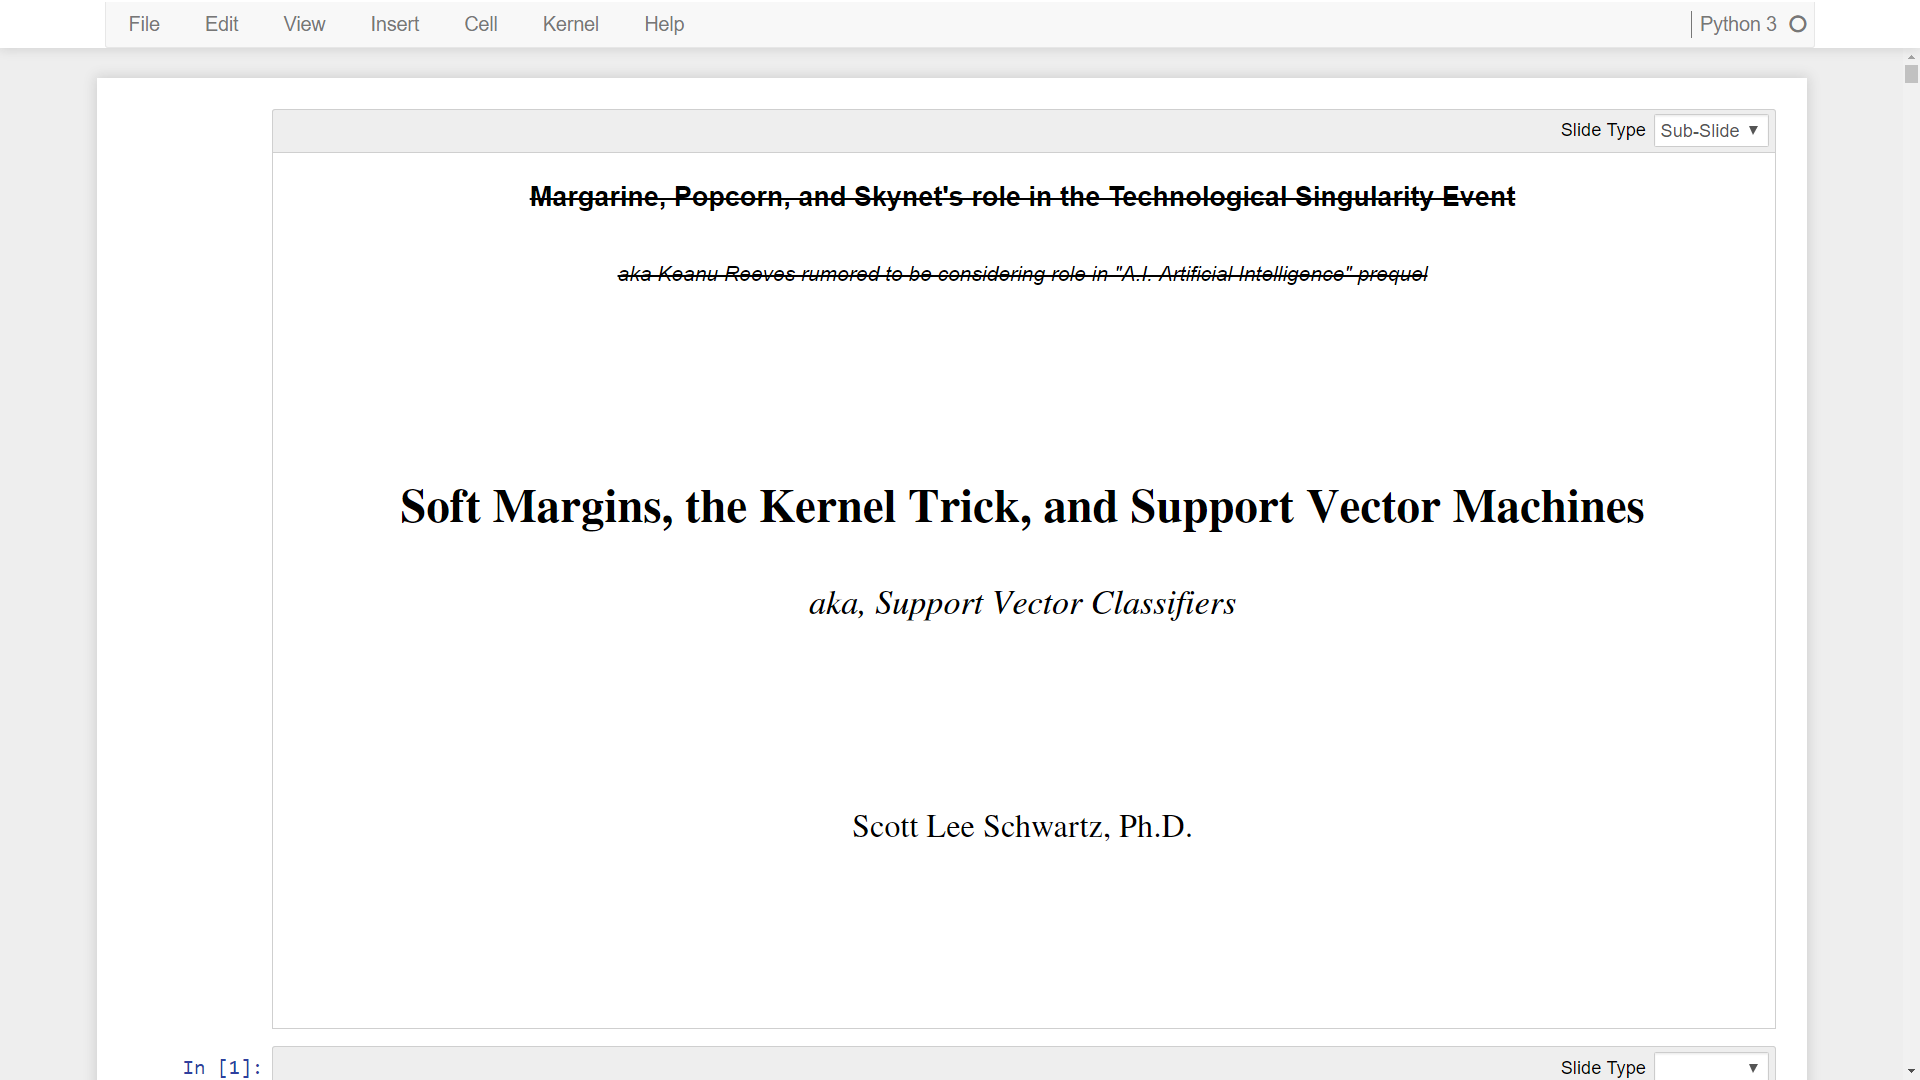 File Edit View Insert Cell Kernel Help Python 3
Slide Type Sub-Slide
Margarine, Popcorn, and Skynet's role in the Technological Singularity Event
aka Keanu Reeves rumored to be considering role in "A.I. Artificial Intelligence" prequel
Soft Margins, the Kernel Trick, and Support Vector Machines
aka, Support Vector Classifiers
Scott Lee Schwartz, Ph.D.
In [1]: Slide Type